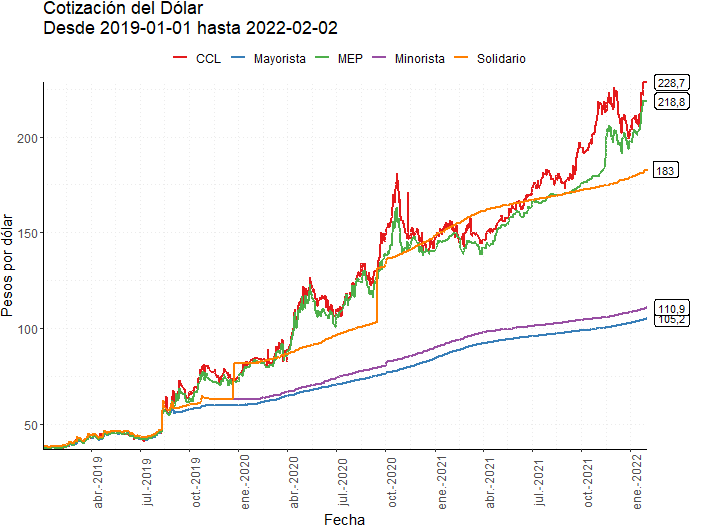 Cotización del Dólar
Desde 2019-01-01 hasta 2022-02-02
CCL Mayorista MEP Minorista Solidario
Pesos por dólar
200
150
100
50
228,7
218,8
183
110,9
105,2
abr.-2019 jul.-2019 oct.-2019 ene.-2020 abr.-2020 jul.-2020 oct.-2020 ene.-2021 abr.-2021 jul.-2021 oct.-2021 ene.-2022
Fecha